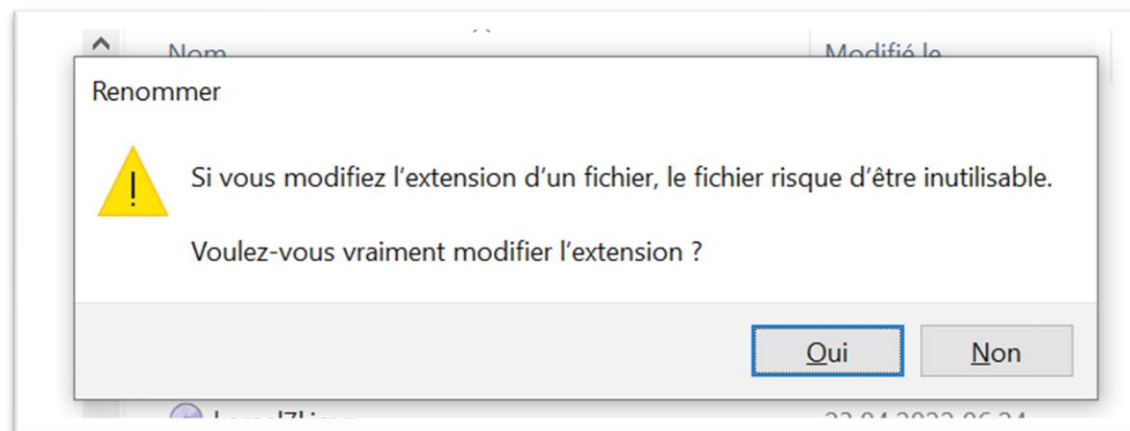 Nom
Modifié le
Renommer
Si vous modifiez l'extension d'un fichier, le fichier risque d'être inutilisable.
Voulez-vous vraiment modifier l'extension ?
Oui
Non